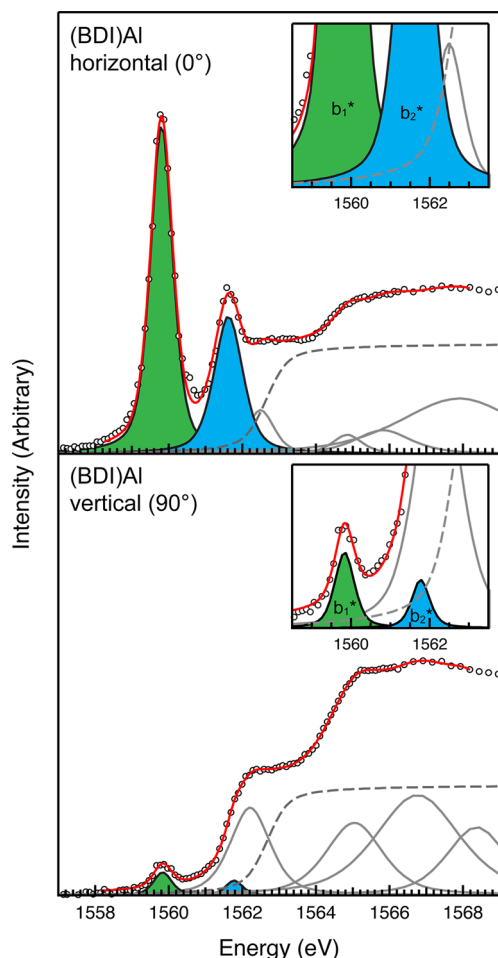 (BDI)Al
horizontal (0°)
b₁*
b₂*
1560
1562
(BDI)Al
vertical (90°)
b₁*
b₂*
1560
1562
Intensity (Arbitrary)
1558
1560
1562
1564
1566
1568
Energy (eV)